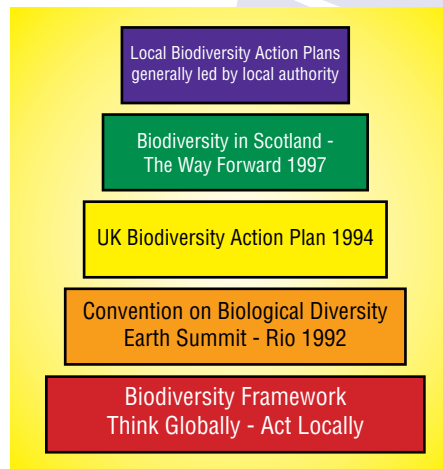 Local Biodiversity Action Plans
generally led by local authority
Biodiversity in Scotland -
The Way Forward 1997
UK Biodiversity Action Plan 1994
Convention on Biological Diversity
Earth Summit - Rio 1992
Biodiversity Framework
Think Globally - Act Locally